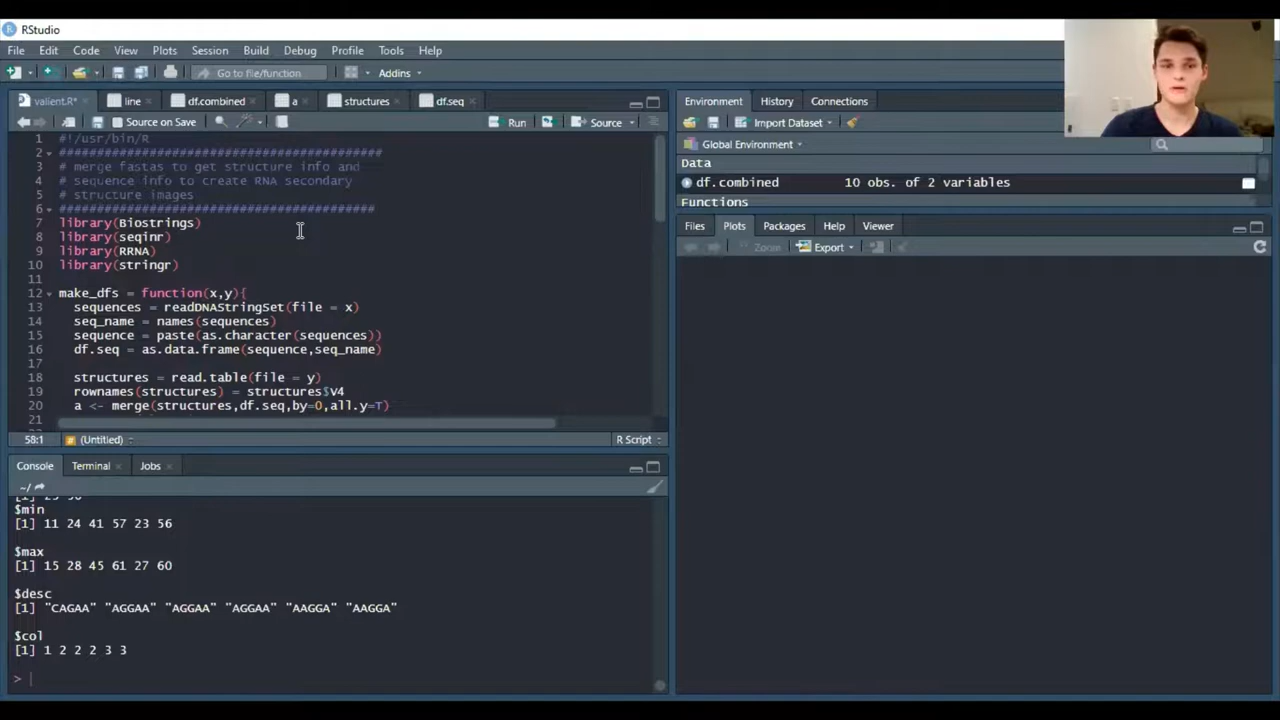 RStudio
File Edit Code View Plots Session Build Debug Profile Tools Help
Go to file/function Addins
valient.R* line df.combined a structures df.seq
Source on Save Run Source
1 #!/usr/bin/R
2 ###########################################
3 # merge fastas to get structure info and
4 # sequence info to create RNA secondary
5 # structure images
6 ##########################################
7 library(Biostrings)
8 library(seqinr)
9 library(RRNA)
10 library(stringr)
11
12 make_dfs = function(x,y){
13 sequences = readDNAStringSet(file = x)
14 seq_name = names(sequences)
15 sequence = paste(as.character(sequences))
16 df.seq = as.data.frame(sequence,seq_name)
17
18 structures = read.table(file = y)
19 rownames(structures) = structures$V4
20 a <- merge(structures,df.seq,by=0,all.y=T)
21
58:1 (Untitled) R Script
Console Terminal Jobs
~/
$min
[1] 11 24 41 57 23 56
$max
[1] 15 28 45 61 27 60
$desc
[1] "CAGAA" "AGGAA" "AGGAA" "AGGAA" "AAGGA" "AAGGA"
$col
[1] 1 2 2 2 3 3
>
Environment History Connections
Import Dataset
Global Environment
Data
df.combined 10 obs. of 2 variables
Functions
Files Plots Packages Help Viewer
Zoom Export